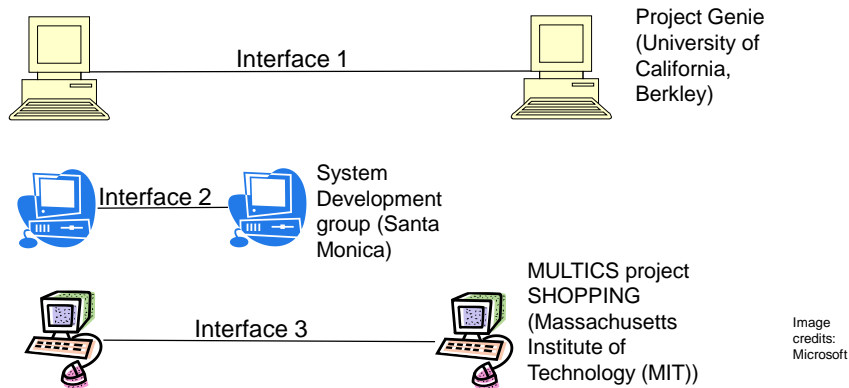 Interface 1
Project Genie
(University of
California,
Berkley)
Interface 2
System
Development
group (Santa
Monica)
Interface 3
MULTICS project
SHOPPING
(Massachusetts
Institute of
Technology (MIT))
Image
credits:
Microsoft